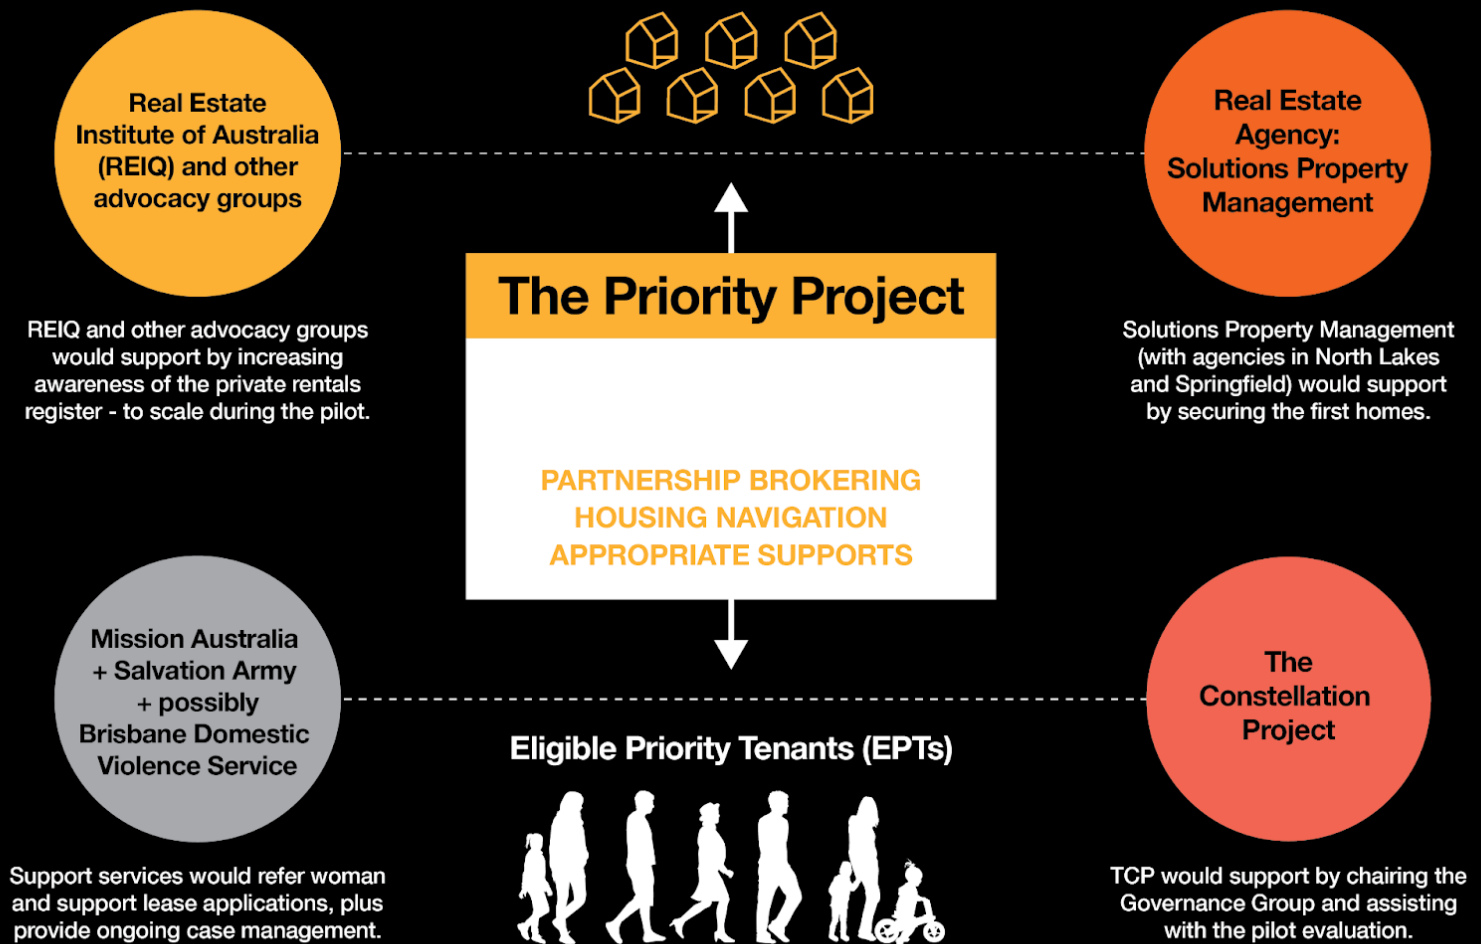 Real Estate
Institute of Australia
(REIQ) and other
advocacy groups
REIQ and other advocacy groups
would support by increasing
awareness of the private rentals
register - to scale during the pilot.
Real Estate
Agency:
Solutions Property
Management
Solutions Property Management
(with agencies in North Lakes
and Springfield) would support
by securing the first homes.
The Priority Project
PARTNERSHIP BROKERING
HOUSING NAVIGATION
APPROPRIATE SUPPORTS
Mission Australia
+ Salvation Army
+ possibly
Brisbane Domestic
Violence Service
Support services would refer woman
and support lease applications, plus
provide ongoing case management.
Eligible Priority Tenants (EPTs)
The
Constellation
Project
TCP would support by chairing the
Governance Group and assisting
with the pilot evaluation.